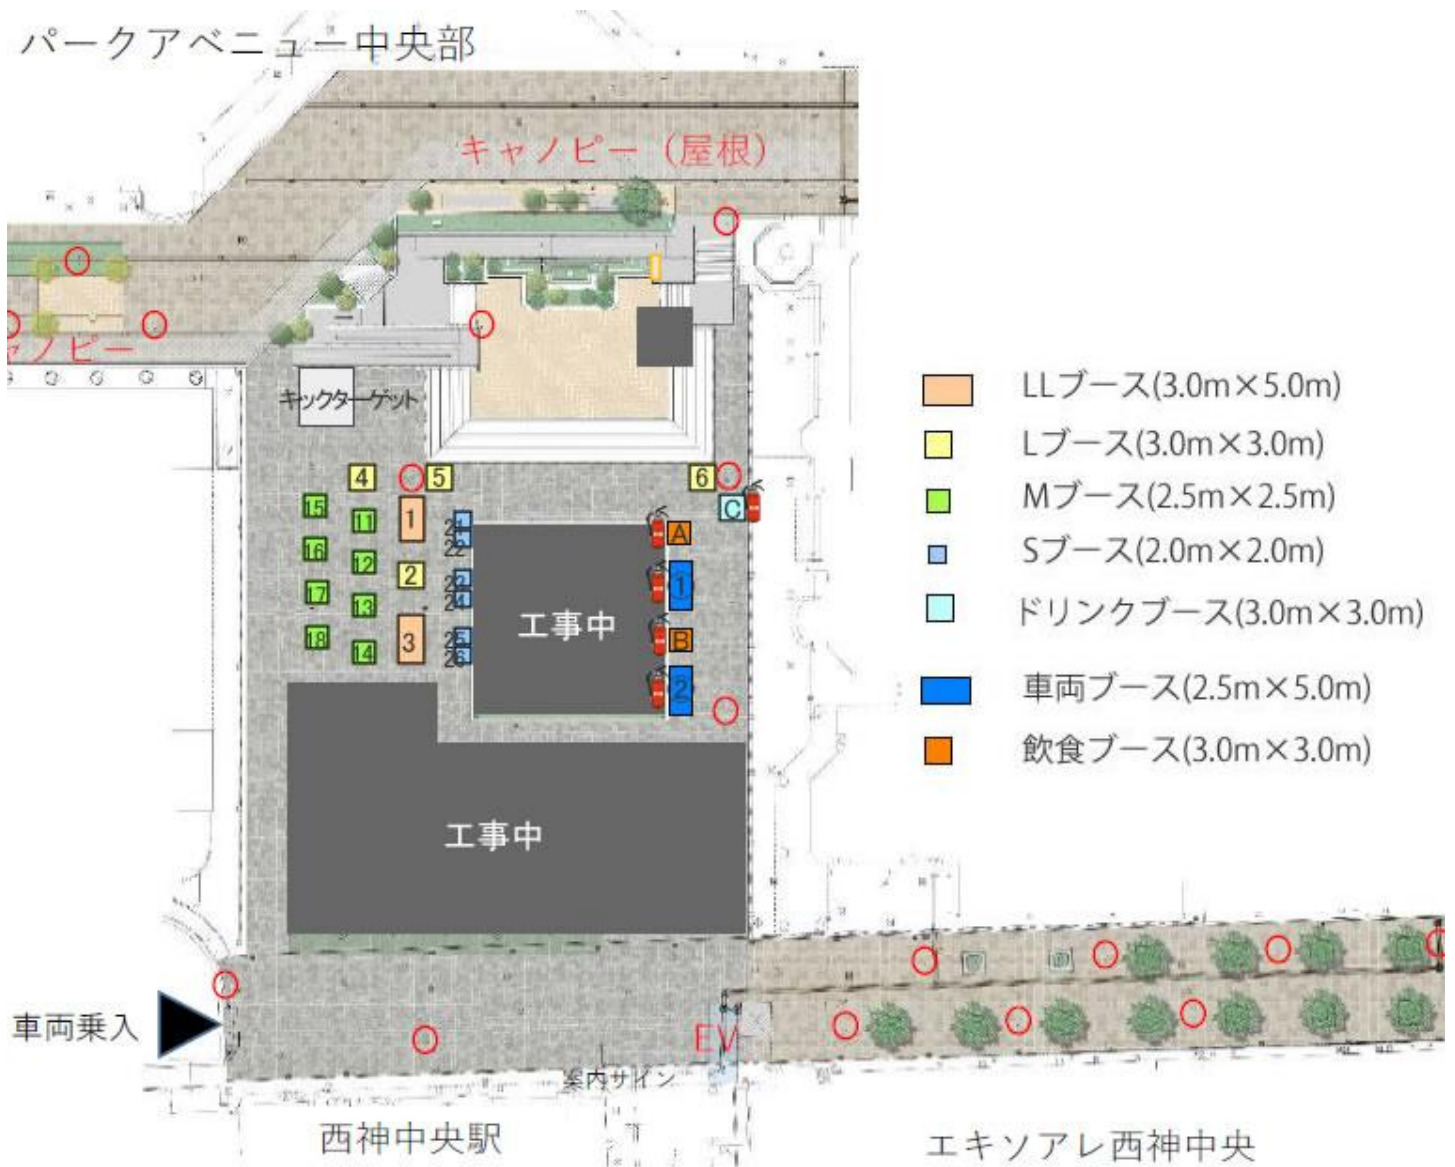 パークアベニュー中央部
キャノピー（屋根）
ャノピー
キックターゲット
LLブース(3.0m×5.0m)
Lブース(3.0m×3.0m)
Mブース(2.5m×2.5m)
Sブース(2.0m×2.0m)
ドリンクブース(3.0m×3.0m)
車両ブース(2.5m×5.0m)
飲食ブース(3.0m×3.0m)
4
5
6
15
11
1
21
C
22
A
16
12
2
23
①
17
13
24
18
14
3
25
26
B
②
工事中
工事中
車両乗入
EV
案内サイン
西神中央駅
エキソアレ西神中央